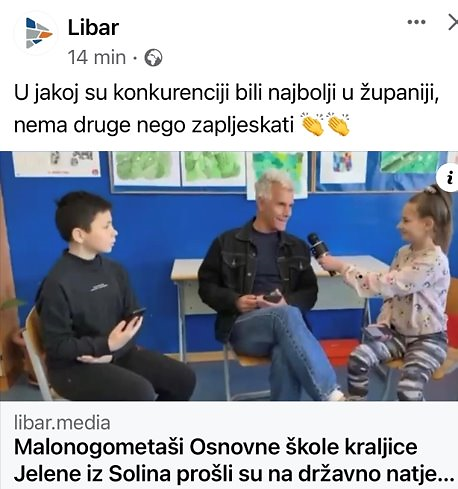 Libar
14 min
U jakoj su konkurenciji bili najbolji u županiji,
nema druge nego zapljeskati 👏👏
libar.media
Malonogometaši Osnovne škole kraljice
Jelene iz Solina prošli su na državno natje...